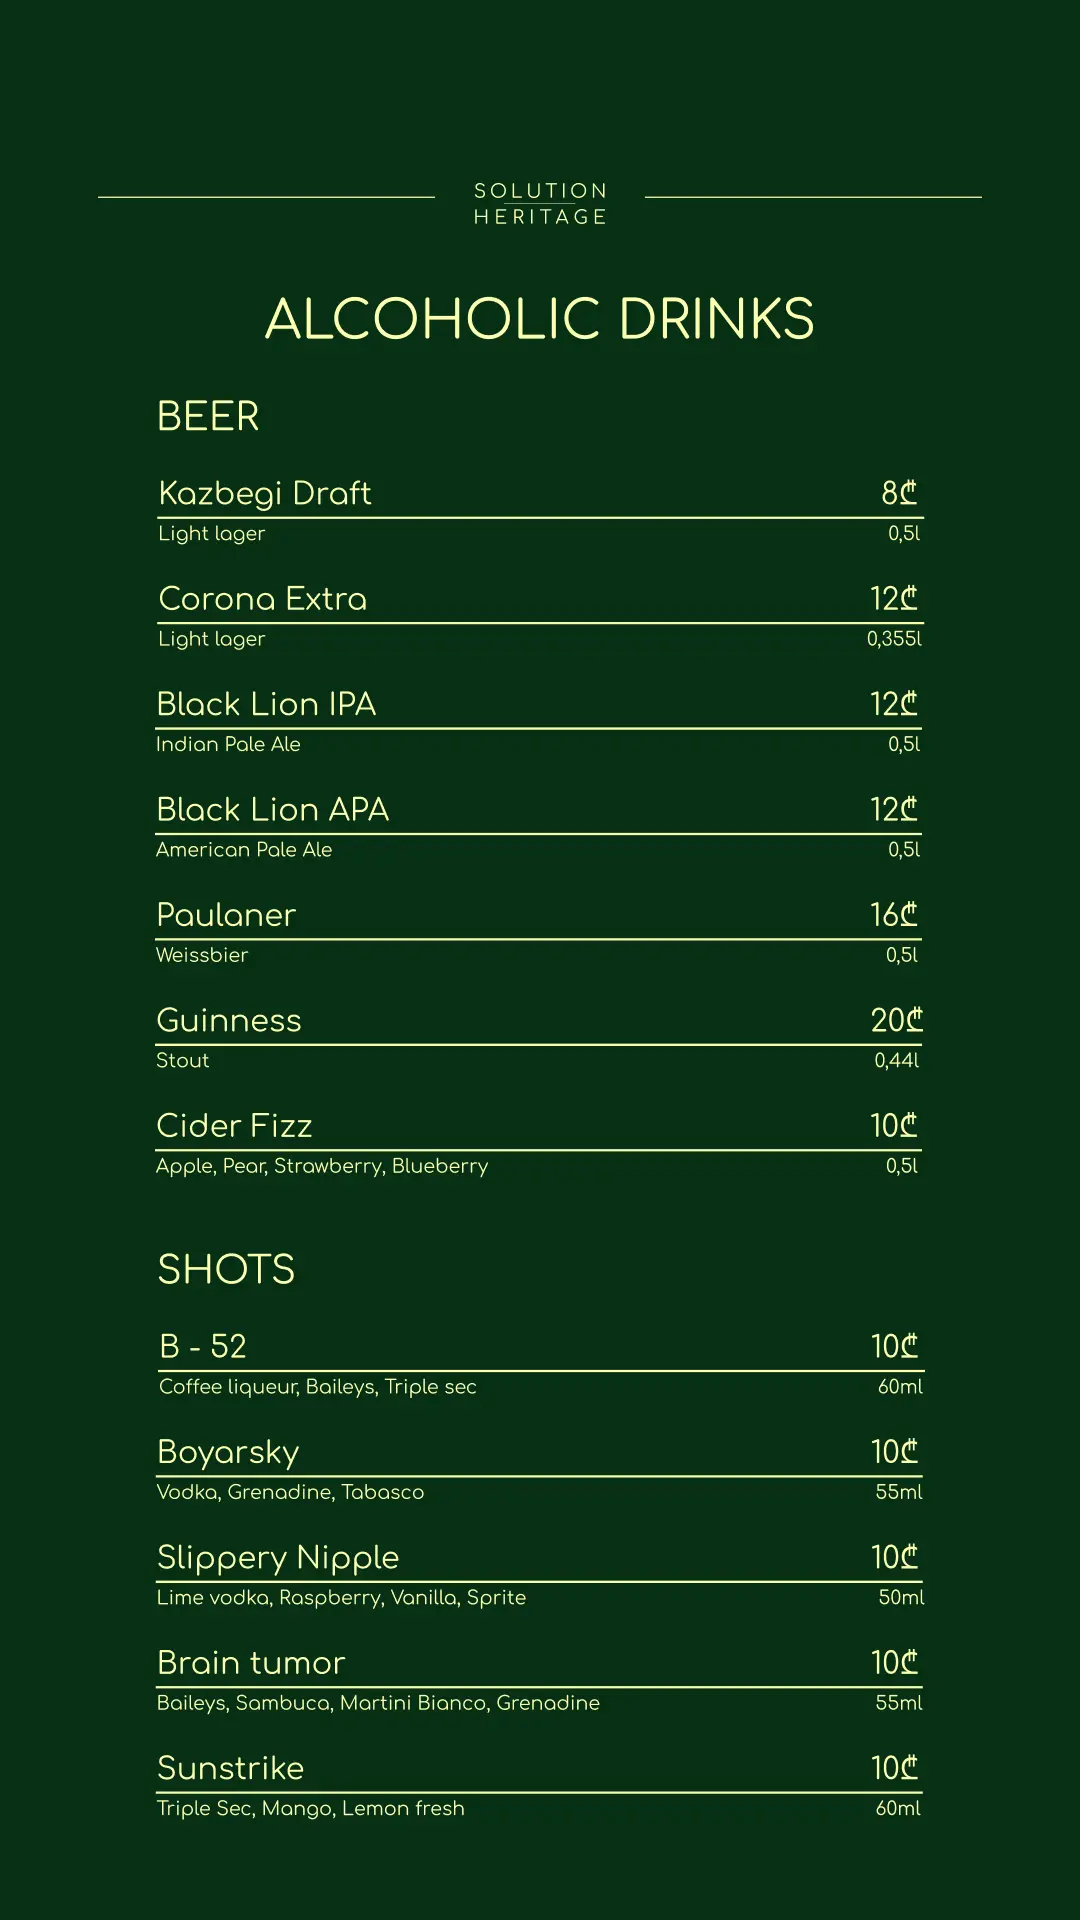 SOLUTION
HERITAGE
ALCOHOLIC DRINKS
BEER
Kazbegi Draft 8₾
Light lager 0,5l
Corona Extra 12₾
Light lager 0,355l
Black Lion IPA 12₾
Indian Pale Ale 0,5l
Black Lion APA 12₾
American Pale Ale 0,5l
Paulaner 16₾
Weissbier 0,5l
Guinness 20₾
Stout 0,44l
Cider Fizz 10₾
Apple, Pear, Strawberry, Blueberry 0,5l
SHOTS
B - 52 10₾
Coffee liqueur, Baileys, Triple sec 60ml
Boyarsky 10₾
Vodka, Grenadine, Tabasco 55ml
Slippery Nipple 10₾
Lime vodka, Raspberry, Vanilla, Sprite 50ml
Brain tumor 10₾
Baileys, Sambuca, Martini Bianco, Grenadine 55ml
Sunstrike 10₾
Triple Sec, Mango, Lemon fresh 60ml